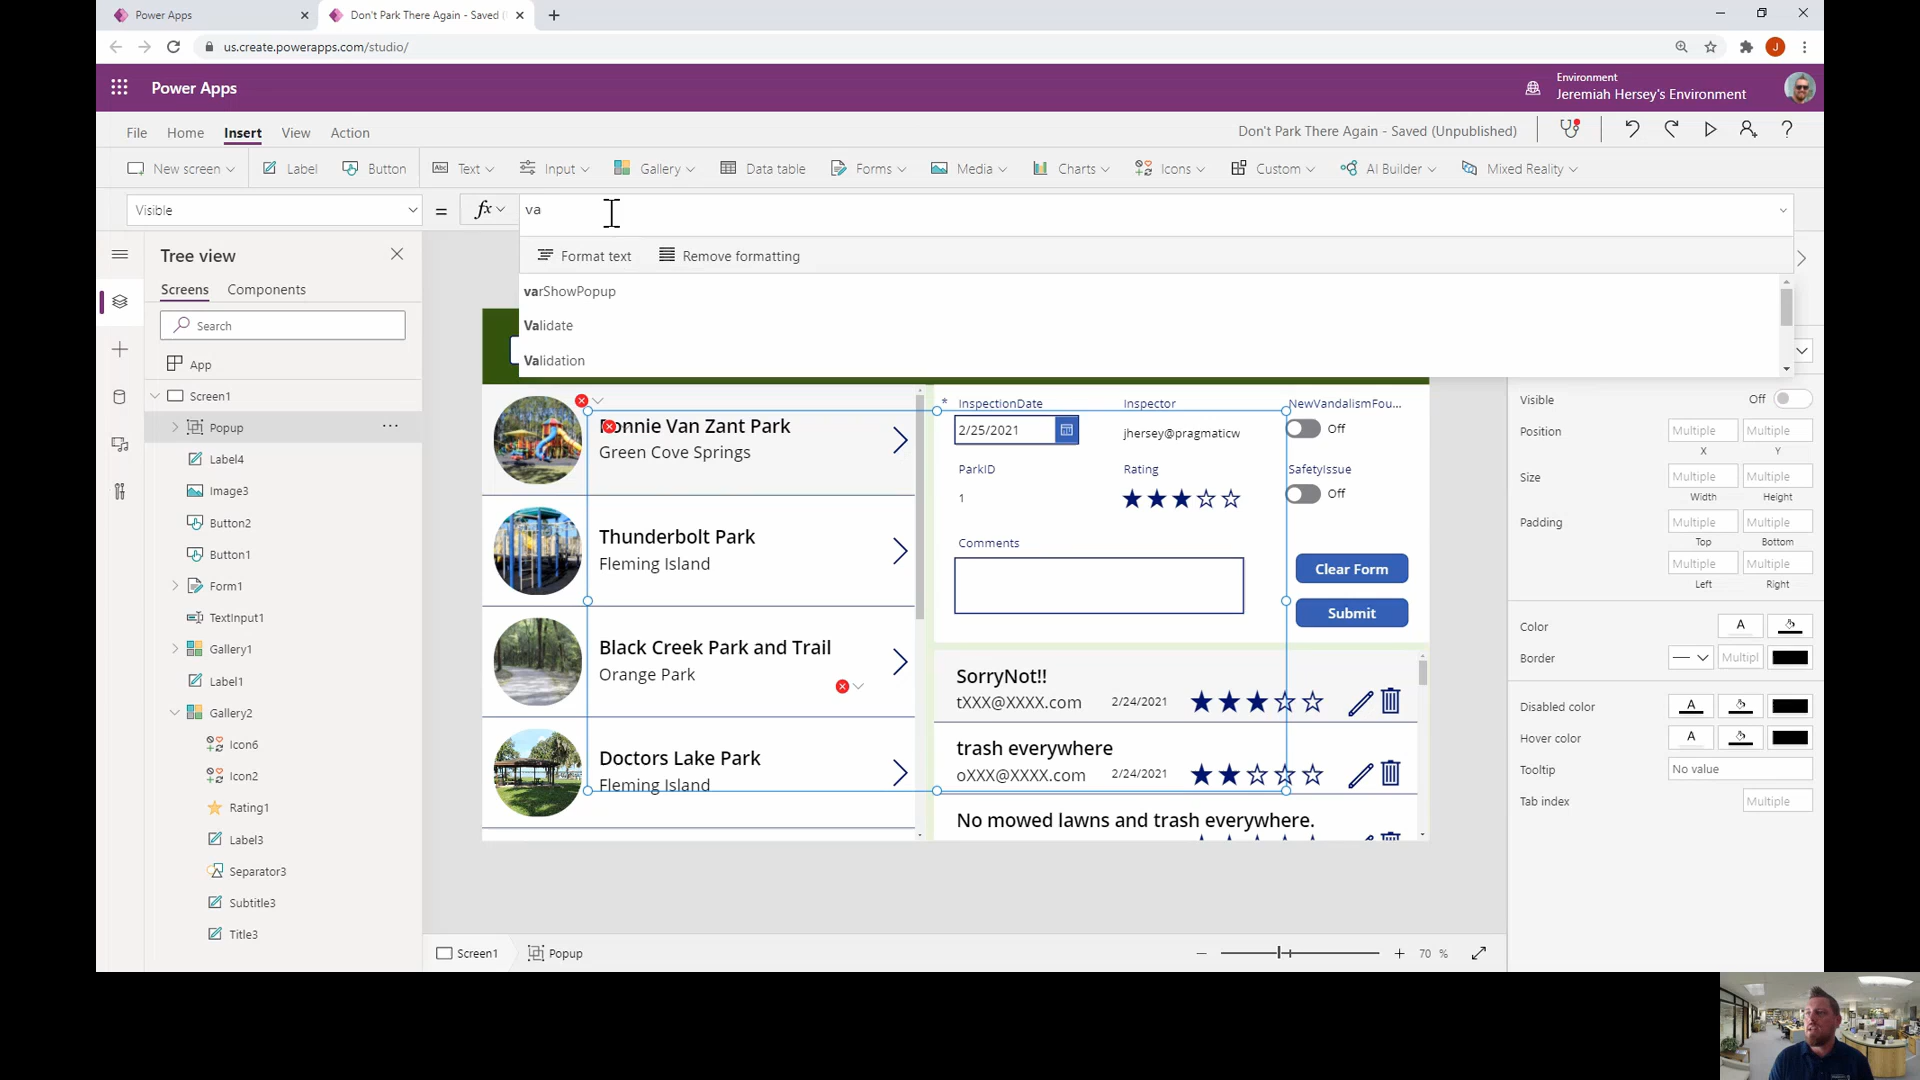 Power Apps
Don't Park There Again - Saved (
us.create.powerapps.com/studio/
J
Power Apps
Environment
Jeremiah Hersey's Environment
File Home Insert View Action
Don't Park There Again - Saved (Unpublished)
New screen Label Button Text Input Gallery Data table Forms Media Charts Icons Custom AI Builder Mixed Reality
Visible = fx va
Format text Remove formatting
varShowPopup
Validate
Validation
Tree view
Screens Components
Search
App
Screen1
Popup
Label4
Image3
Button2
Button1
Form1
TextInput1
Gallery1
Label1
Gallery2
Icon6
Icon2
Rating1
Label3
Separator3
Subtitle3
Title3
Ronnie Van Zant Park
Green Cove Springs
Thunderbolt Park
Fleming Island
Black Creek Park and Trail
Orange Park
Doctors Lake Park
Fleming Island
* InspectionDate Inspector NewVandalismFou...
2/25/2021 jhersey@pragmaticw Off
ParkID Rating SafetyIssue
1 Off
Comments
Clear Form
Submit
SorryNot!!
tXXX@XXXX.com 2/24/2021
trash everywhere
oXXX@XXXX.com 2/24/2021
No mowed lawns and trash everywhere.
Visible Off
Position Multiple Multiple
X Y
Size Multiple Multiple
Width Height
Padding Multiple Multiple
Top Bottom
Multiple Multiple
Left Right
Color A
Border Multipl
Disabled color A
Hover color A
Tooltip No value
Tab index Multiple
Screen1 Popup
70 %